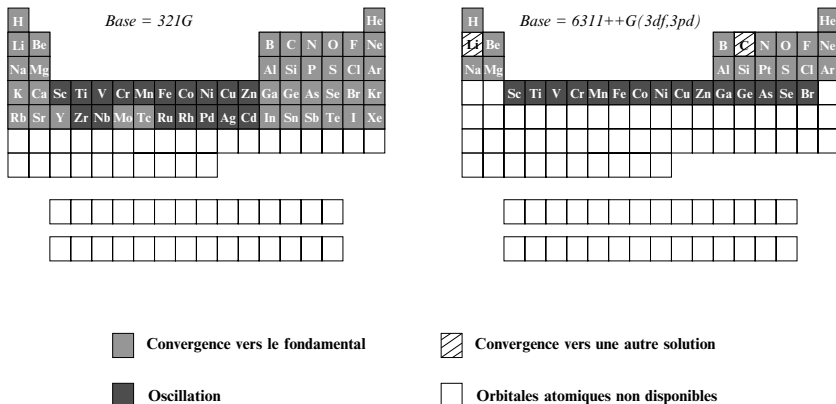 Base = 321G
H He
Li Be B C N O F Ne
Na Mg Al Si P S Cl Ar
K Ca Sc Ti V Cr Mn Fe Co Ni Cu Zn Ga Ge As Se Br Kr
Rb Sr Y Zr Nb Mo Tc Ru Rh Pd Ag Cd In Sn Sb Te I Xe
Base = 6311++G(3df,3pd)
H He
Li Be B C N O F Ne
Na Mg Al Si Pt S Cl Ar
Sc Ti V Cr Mn Fe Co Ni Cu Zn Ga Ge As Se Br
Convergence vers le fondamental
Convergence vers une autre solution
Oscillation
Orbitales atomiques non disponibles